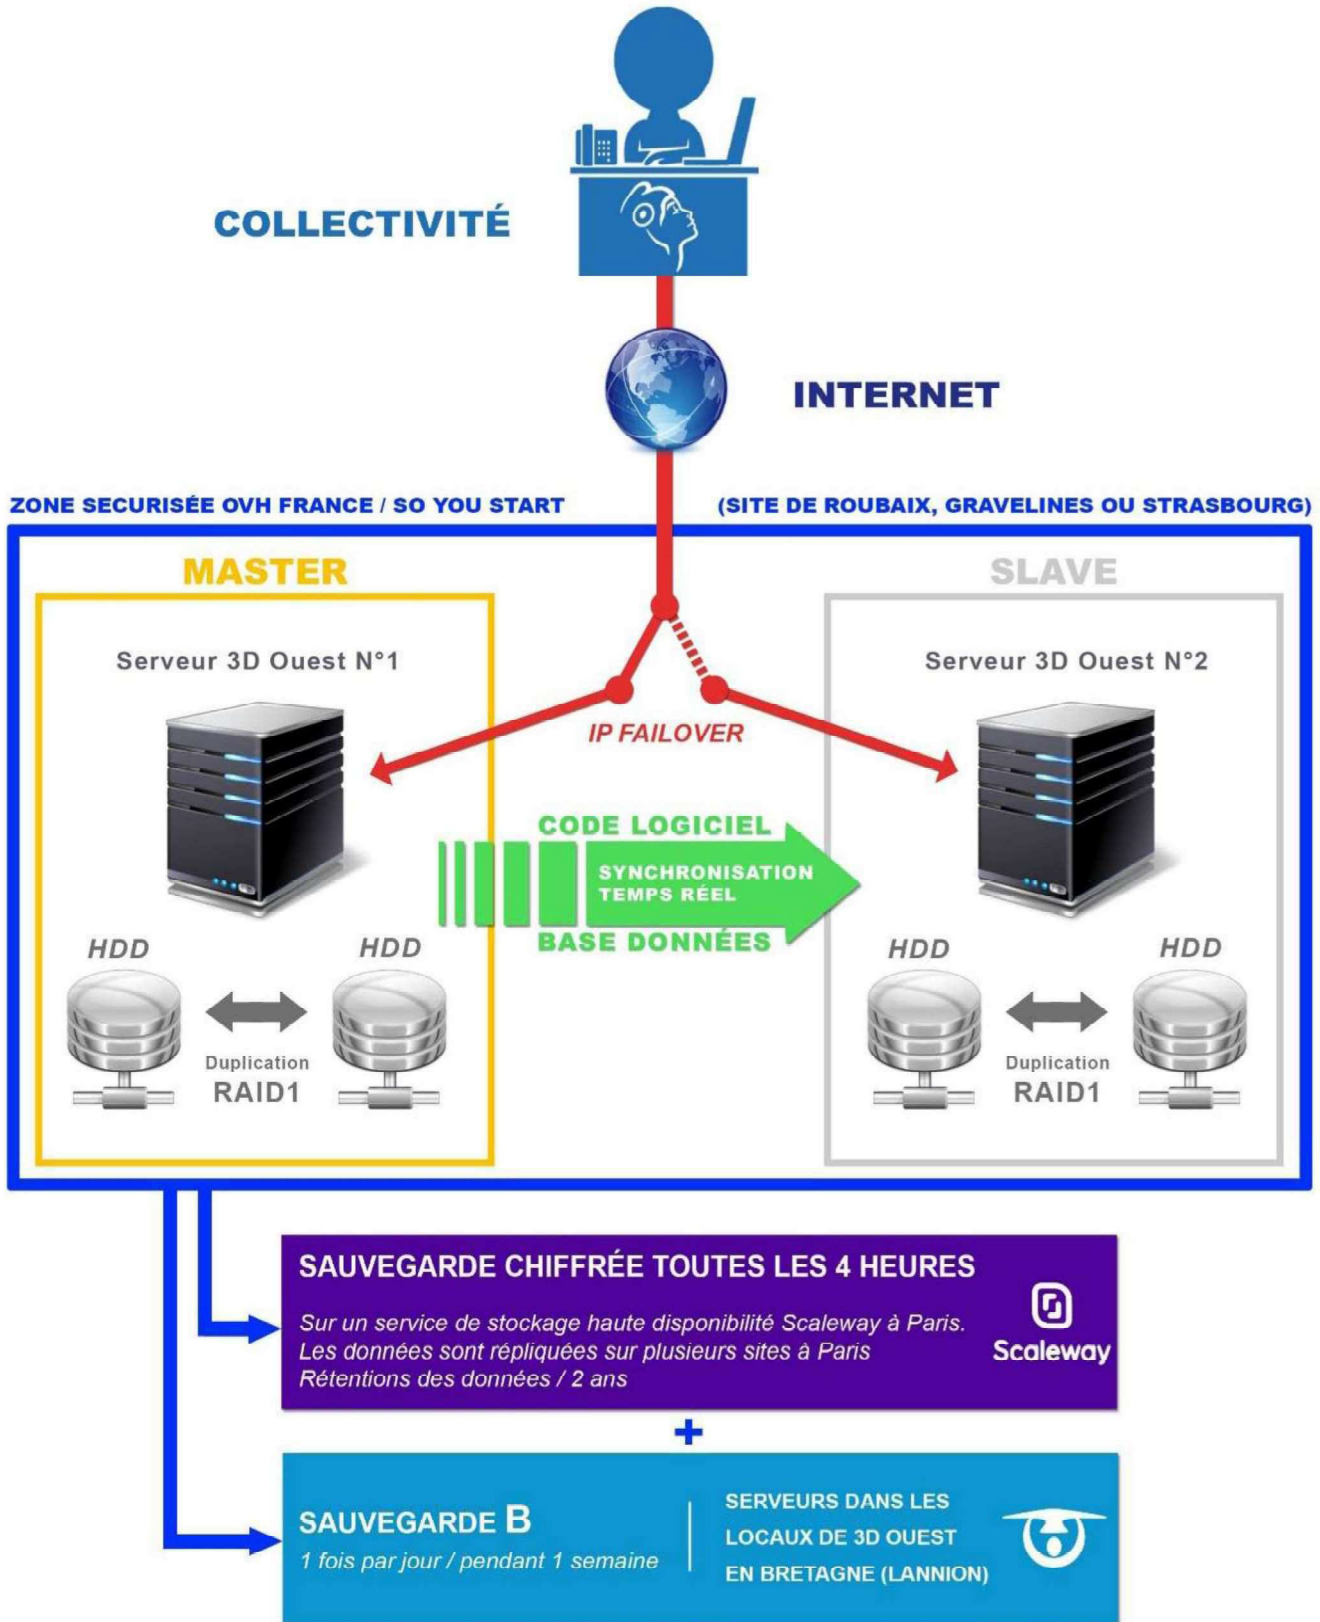 COLLECTIVITÉ
INTERNET
ZONE SECURISÉE OVH FRANCE / SO YOU START
(SITE DE ROUBAIX, GRAVELINES OU STRASBOURG)
MASTER
SLAVE
Serveur 3D Ouest N°1
Serveur 3D Ouest N°2
IP FAILOVER
CODE LOGICIEL
SYNCHRONISATION
TEMPS RÉEL
BASE DONNÉES
HDD
HDD
Duplication
RAID1
HDD
HDD
Duplication
RAID1
SAUVEGARDE CHIFFRÉE TOUTES LES 4 HEURES
Sur un service de stockage haute disponibilité Scaleway à Paris.
Les données sont répliquées sur plusieurs sites à Paris
Rétentions des données / 2 ans
Scaleway
+
SAUVEGARDE B
1 fois par jour / pendant 1 semaine
SERVEURS DANS LES
LOCAUX DE 3D OUEST
EN BRETAGNE (LANNION)